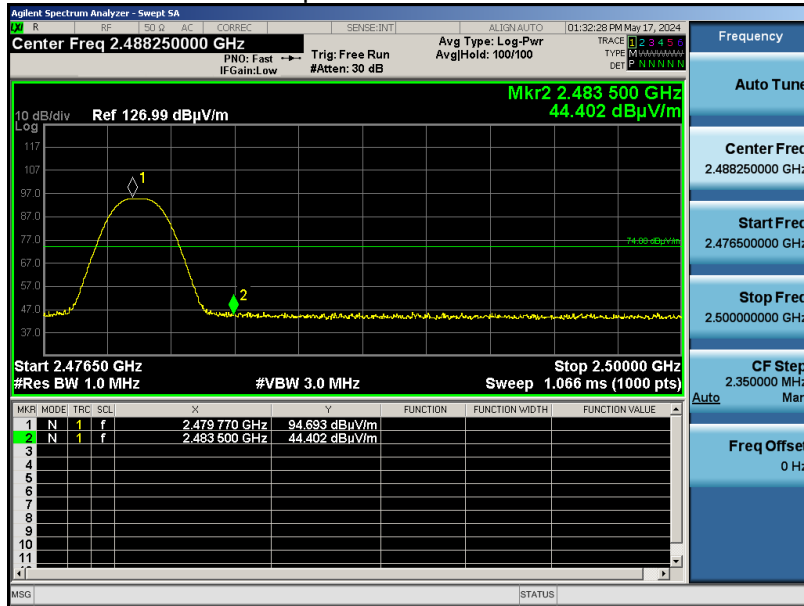 Agilent Spectrum Analyzer - Swept SA
LXI R RF 50 Ω AC CORREC SENSE:INT ALIGN AUTO 01:32:28 PM May 17, 2024
Center Freq 2.488250000 GHz
PNO: Fast
IFGain:Low
Trig: Free Run
#Atten: 30 dB
Avg Type: Log-Pwr
Avg|Hold: 100/100
TRACE 1 2 3 4 5 6
TYPE M
DET P N N N N N
Mkr2 2.483 500 GHz
44.402 dBµV/m
10 dB/div
Log
Ref 126.99 dBµV/m
117
107
97.0
87.0
77.0
67.0
57.0
47.0
37.0
1
2
74.00 dBµV/m
Start 2.47650 GHz
#Res BW 1.0 MHz
#VBW 3.0 MHz
Stop 2.50000 GHz
Sweep 1.066 ms (1000 pts)
MKR MODE TRC SCL X Y FUNCTION FUNCTION WIDTH FUNCTION VALUE
1 N 1 f 2.479 770 GHz 94.693 dBµV/m
2 N 1 f 2.483 500 GHz 44.402 dBµV/m
3
4
5
6
7
8
9
10
11
MSG
STATUS
Frequency
Auto Tune
Center Freq
2.488250000 GHz
Start Freq
2.476500000 GHz
Stop Freq
2.500000000 GHz
CF Step
2.350000 MHz
Auto Man
Freq Offset
0 Hz